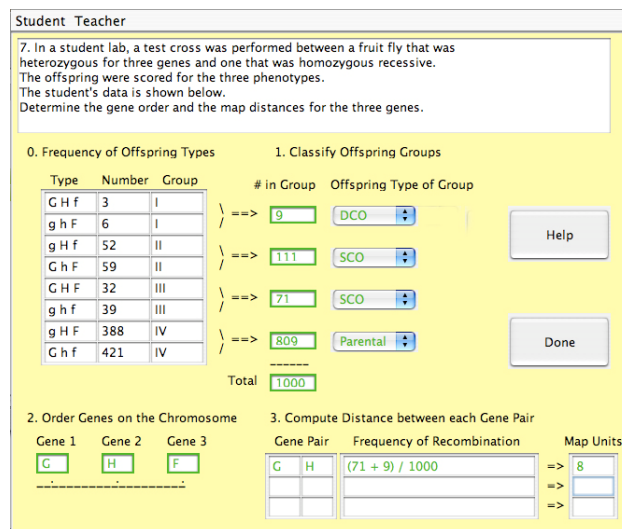 Student Teacher
7. In a student lab, a test cross was performed between a fruit fly that was
heterozygous for three genes and one that was homozygous recessive.
The offspring were scored for the three phenotypes.
The student's data is shown below.
Determine the gene order and the map distances for the three genes.
0. Frequency of Offspring Types 1. Classify Offspring Groups
Type Number Group # in Group Offspring Type of Group
G H f 3 I
g h F 6 I
\ / ==> 9 DCO
g H f 52 II
G h F 59 II
\ / ==> 111 SCO
G H F 32 III
g h f 39 III
\ / ==> 71 SCO
g H F 388 IV
G h f 421 IV
\ / ==> 809 Parental
------
Total 1000
Help
Done
2. Order Genes on the Chromosome 3. Compute Distance between each Gene Pair
Gene 1 Gene 2 Gene 3 Gene Pair Frequency of Recombination Map Units
G H F G H (71 + 9) / 1000 => 8
=>
=>